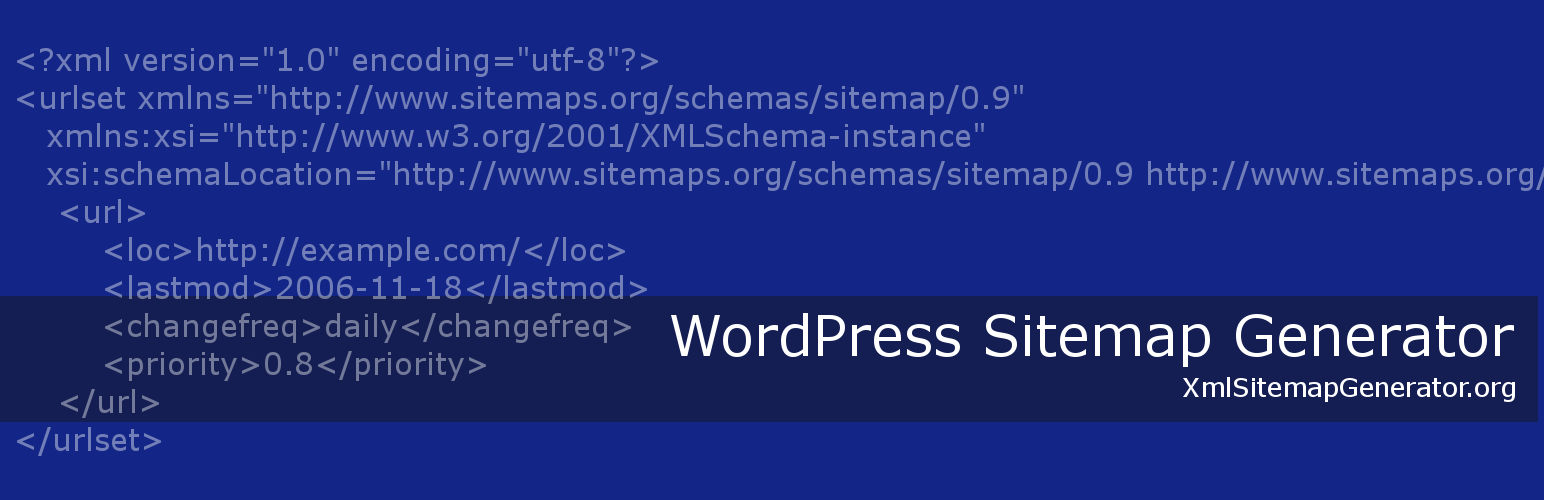 <?xml version="1.0" encoding="utf-8"?>
<urlset xmlns="http://www.sitemaps.org/schemas/sitemap/0.9"
xmlns:xsi="http://www.w3.org/2001/XMLSchema-instance"
xsi:schemaLocation="http://www.sitemaps.org/schemas/sitemap/0.9 http://www.sitemaps.org/
<url>
<loc>http://example.com/</loc>
<lastmod>2006-11-18</lastmod>
<changefreq>daily</changefreq>
<priority>0.8</priority>
</url>
</urlset>
WordPress Sitemap Generator
XmlSitemapGenerator.org